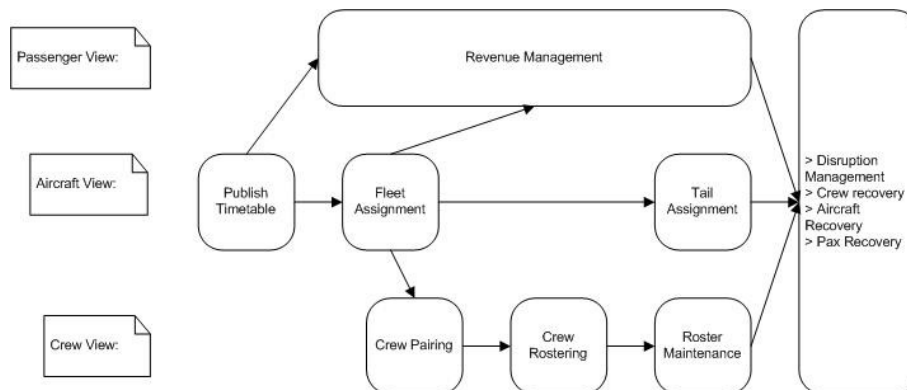 Passenger View:
Revenue Management
Aircraft View:
Publish
Timetable
Fleet
Assignment
Tail
Assignment
> Disruption
Management
> Crew recovery
> Aircraft
Recovery
> Pax Recovery
Crew View:
Crew Pairing
Crew
Rostering
Roster
Maintenance